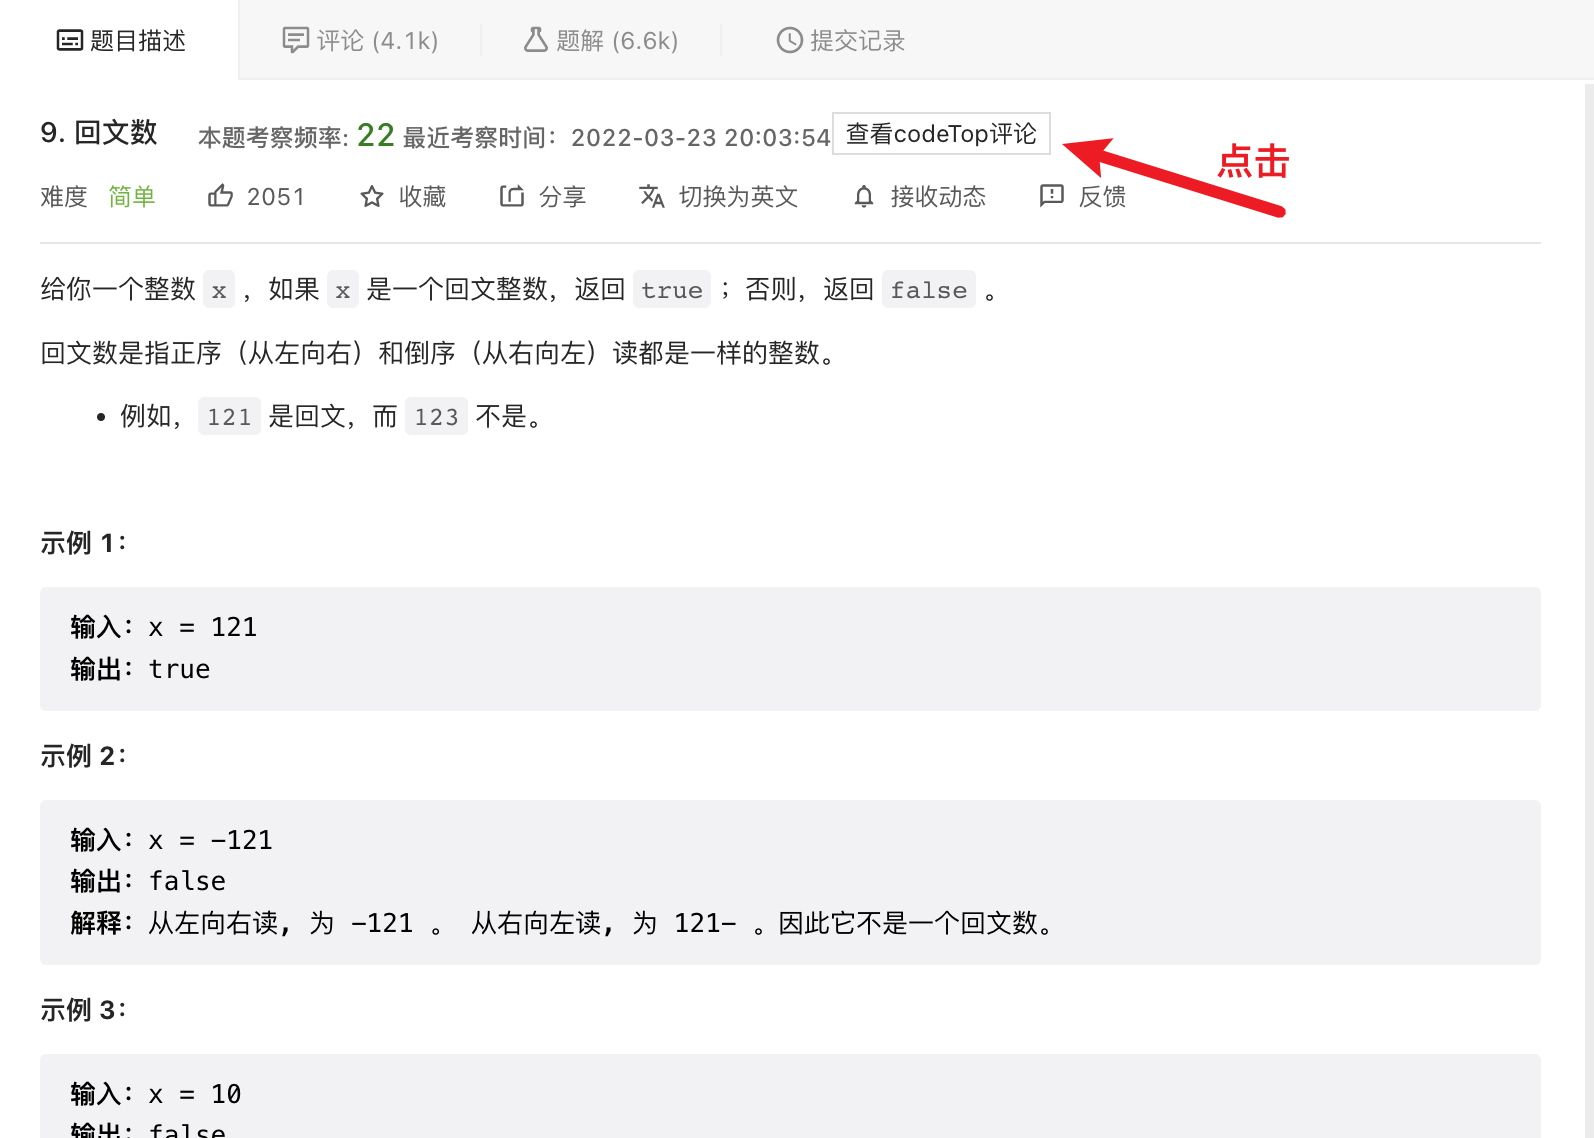 题目描述 评论 (4.1k) 题解 (6.6k) 提交记录
9. 回文数 本题考察频率: 22 最近考察时间：2022-03-23 20:03:54 查看codeTop评论
点击
难度 简单 2051 收藏 分享 切换为英文 接收动态 反馈
给你一个整数 x ，如果 x 是一个回文整数，返回 true ；否则，返回 false 。
回文数是指正序（从左向右）和倒序（从右向左）读都是一样的整数。
• 例如，121 是回文，而 123 不是。
示例 1：
输入：x = 121
输出：true
示例 2：
输入：x = -121
输出：false
解释：从左向右读, 为 -121 。 从右向左读, 为 121- 。因此它不是一个回文数。
示例 3：
输入：x = 10
输出：false